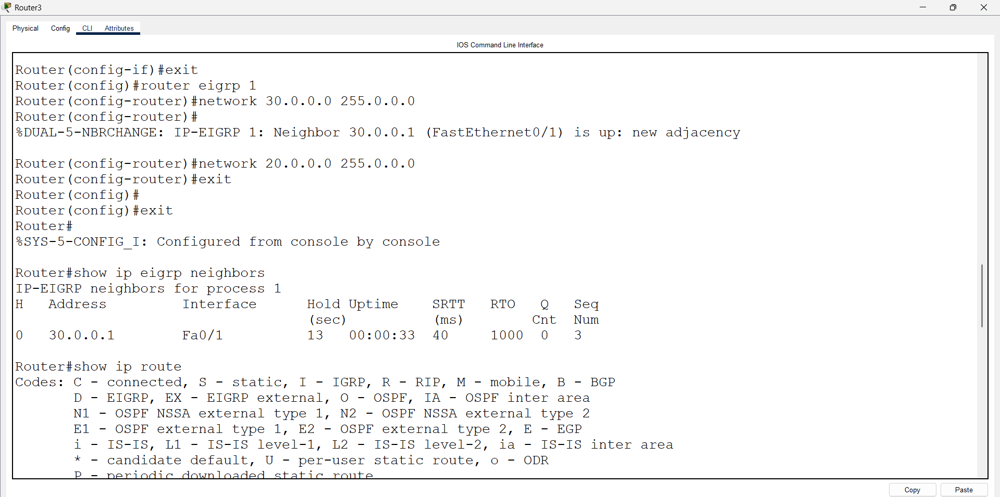 Router3
Physical Config CLI Attributes
IOS Command Line Interface
Router(config-if)#exit
Router(config)#router eigrp 1
Router(config-router)#network 30.0.0.0 255.0.0.0
Router(config-router)#
%DUAL-5-NBRCHANGE: IP-EIGRP 1: Neighbor 30.0.0.1 (FastEthernet0/1) is up: new adjacency
Router(config-router)#network 20.0.0.0 255.0.0.0
Router(config-router)#exit
Router(config)#
Router(config)#exit
Router#
%SYS-5-CONFIG_I: Configured from console by console
Router#show ip eigrp neighbors
IP-EIGRP neighbors for process 1
H Address Interface Hold Uptime SRTT RTO Q Seq
(sec) (ms) Cnt Num
0 30.0.0.1 Fa0/1 13 00:00:33 40 1000 0 3
Router#show ip route
Codes: C - connected, S - static, I - IGRP, R - RIP, M - mobile, B - BGP
D - EIGRP, EX - EIGRP external, O - OSPF, IA - OSPF inter area
N1 - OSPF NSSA external type 1, N2 - OSPF NSSA external type 2
E1 - OSPF external type 1, E2 - OSPF external type 2, E - EGP
i - IS-IS, L1 - IS-IS level-1, L2 - IS-IS level-2, ia - IS-IS inter area
* - candidate default, U - per-user static route, o - ODR
P - periodic downloaded static route
Copy Paste